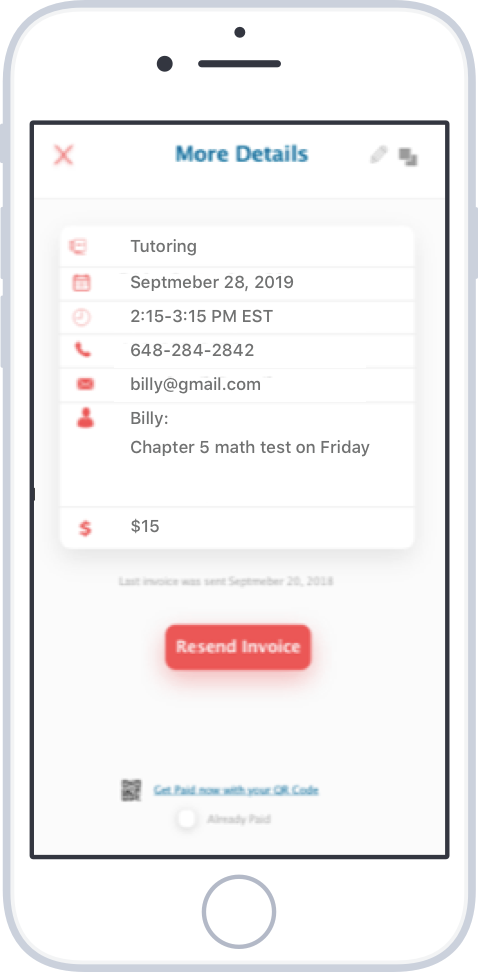 More Details
Tutoring
Septmeber 28, 2019
2:15-3:15 PM EST
648-284-2842
billy@gmail.com
Billy:
Chapter 5 math test on Friday
$15
Last invoice was sent Septmeber 20, 2018
Resend Invoice
Get Paid now with your QR Code
Already Paid